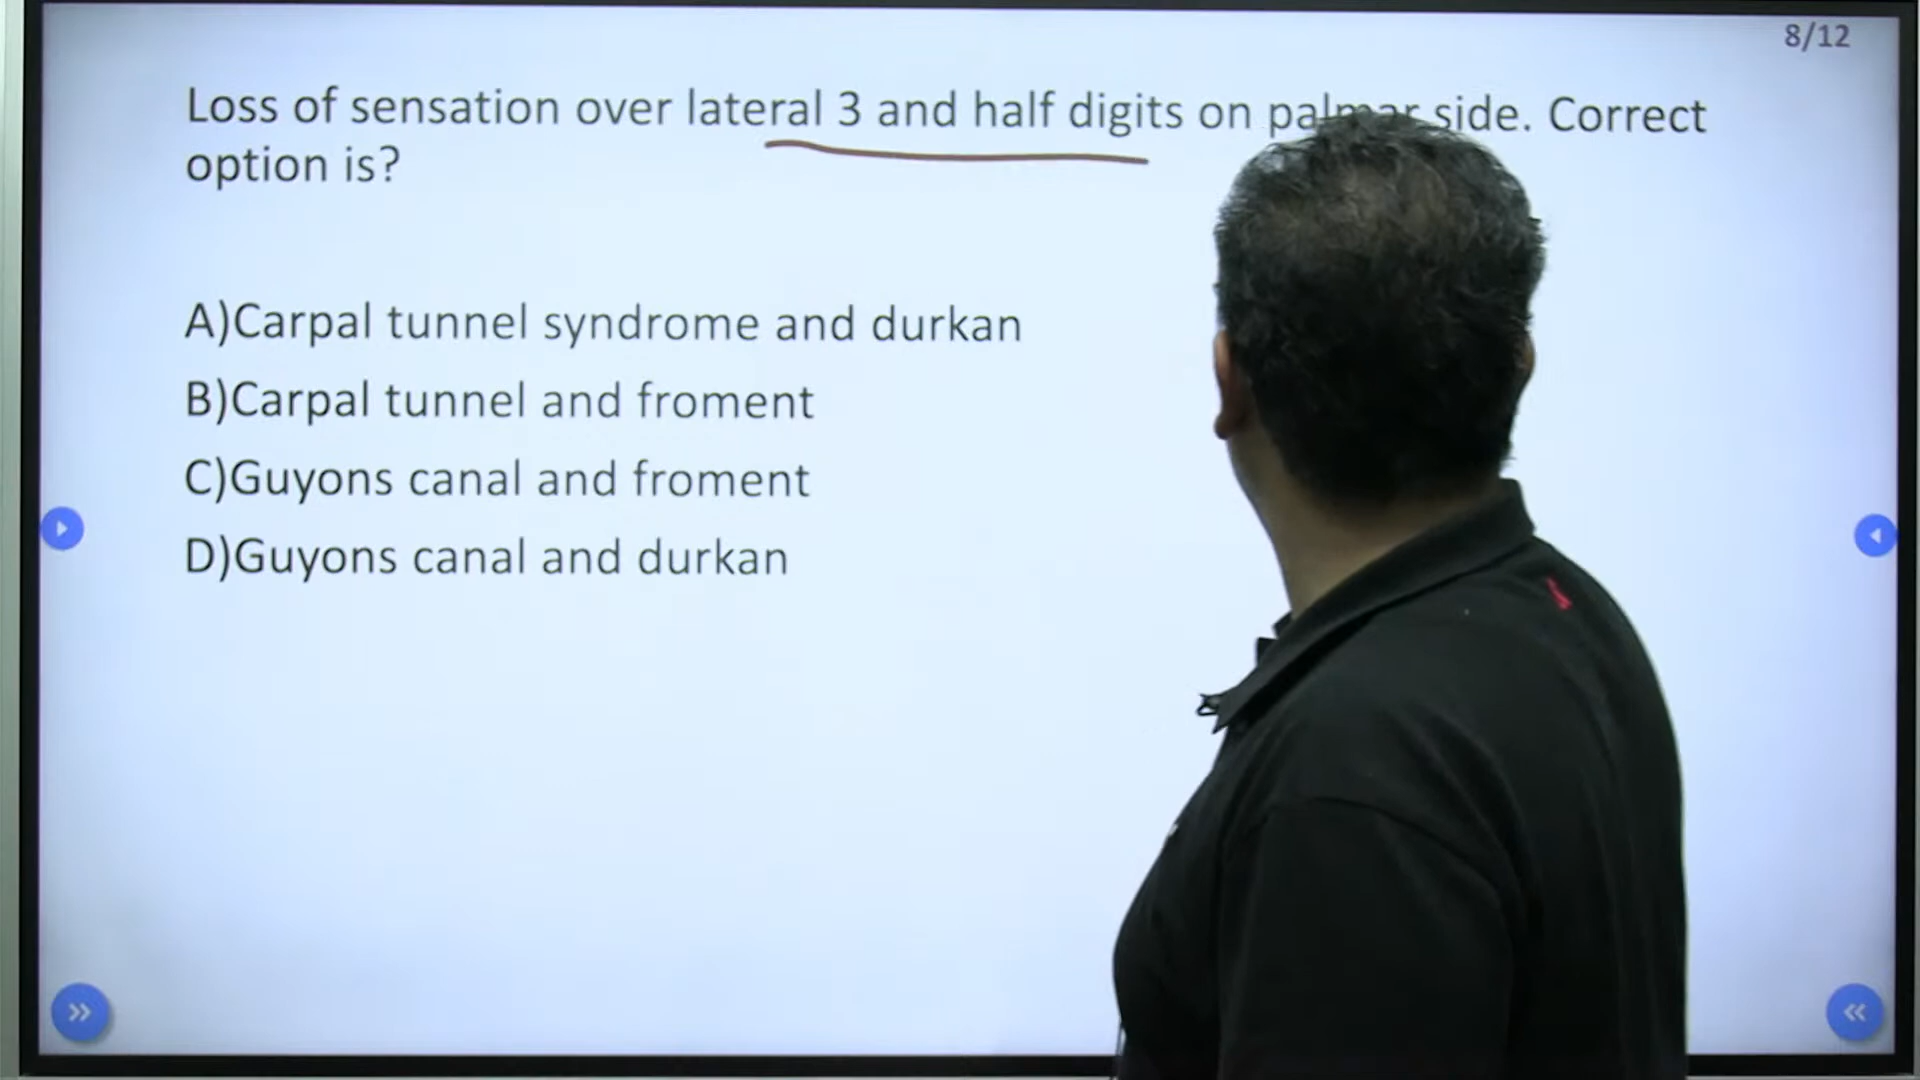 8/12
Loss of sensation over lateral 3 and half digits on palmar side. Correct
option is?
A)Carpal tunnel syndrome and durkan
B)Carpal tunnel and froment
C)Guyons canal and froment
D)Guyons canal and durkan